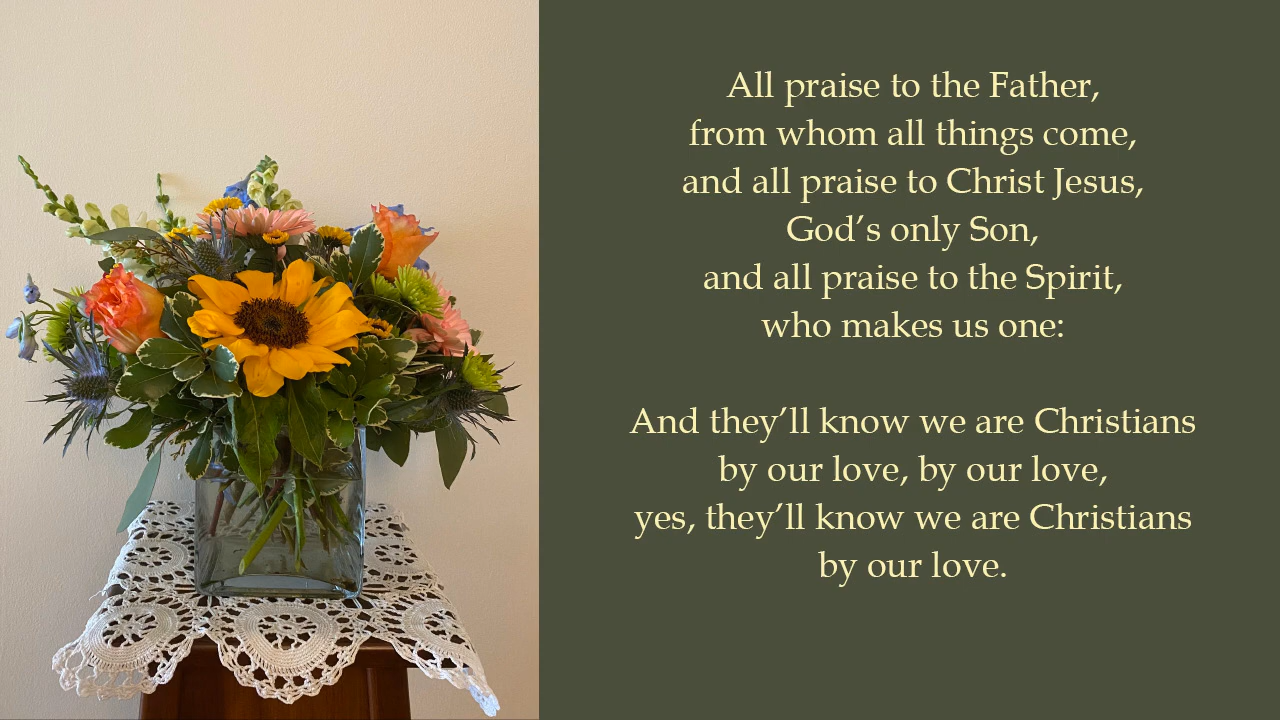 All praise to the Father,
from whom all things come,
and all praise to Christ Jesus,
God’s only Son,
and all praise to the Spirit,
who makes us one:
And they’ll know we are Christians
by our love, by our love,
yes, they’ll know we are Christians
by our love.